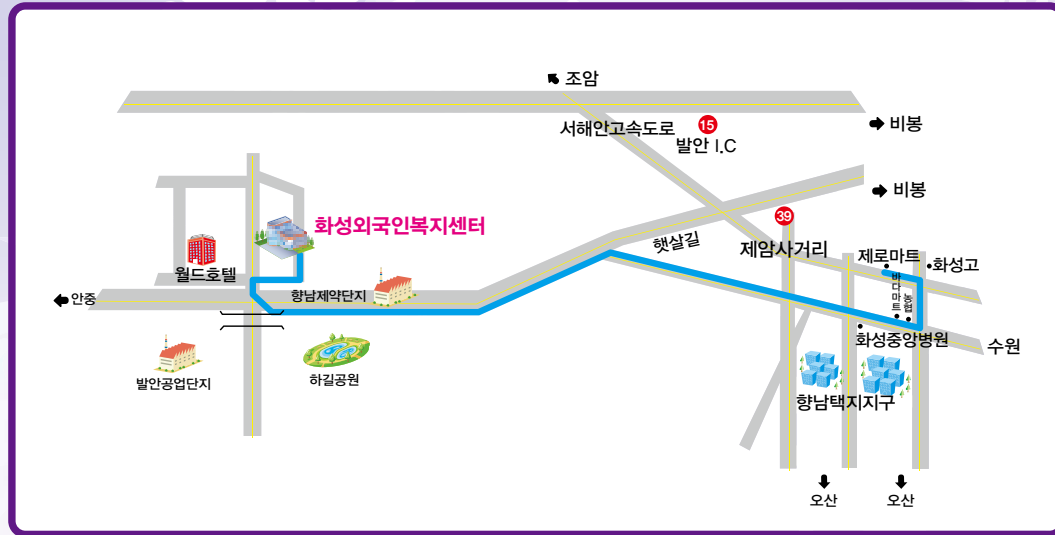 조암
서해안고속도로
15
발안 I.C
비봉
비봉
39
햇살길
제암사거리
화성외국인복지센터
월드호텔
제로마트
화성고
바다마트
농협
안중
향남제약단지
화성중앙병원
수원
발안공업단지
하길공원
향남택지지구
오산
오산